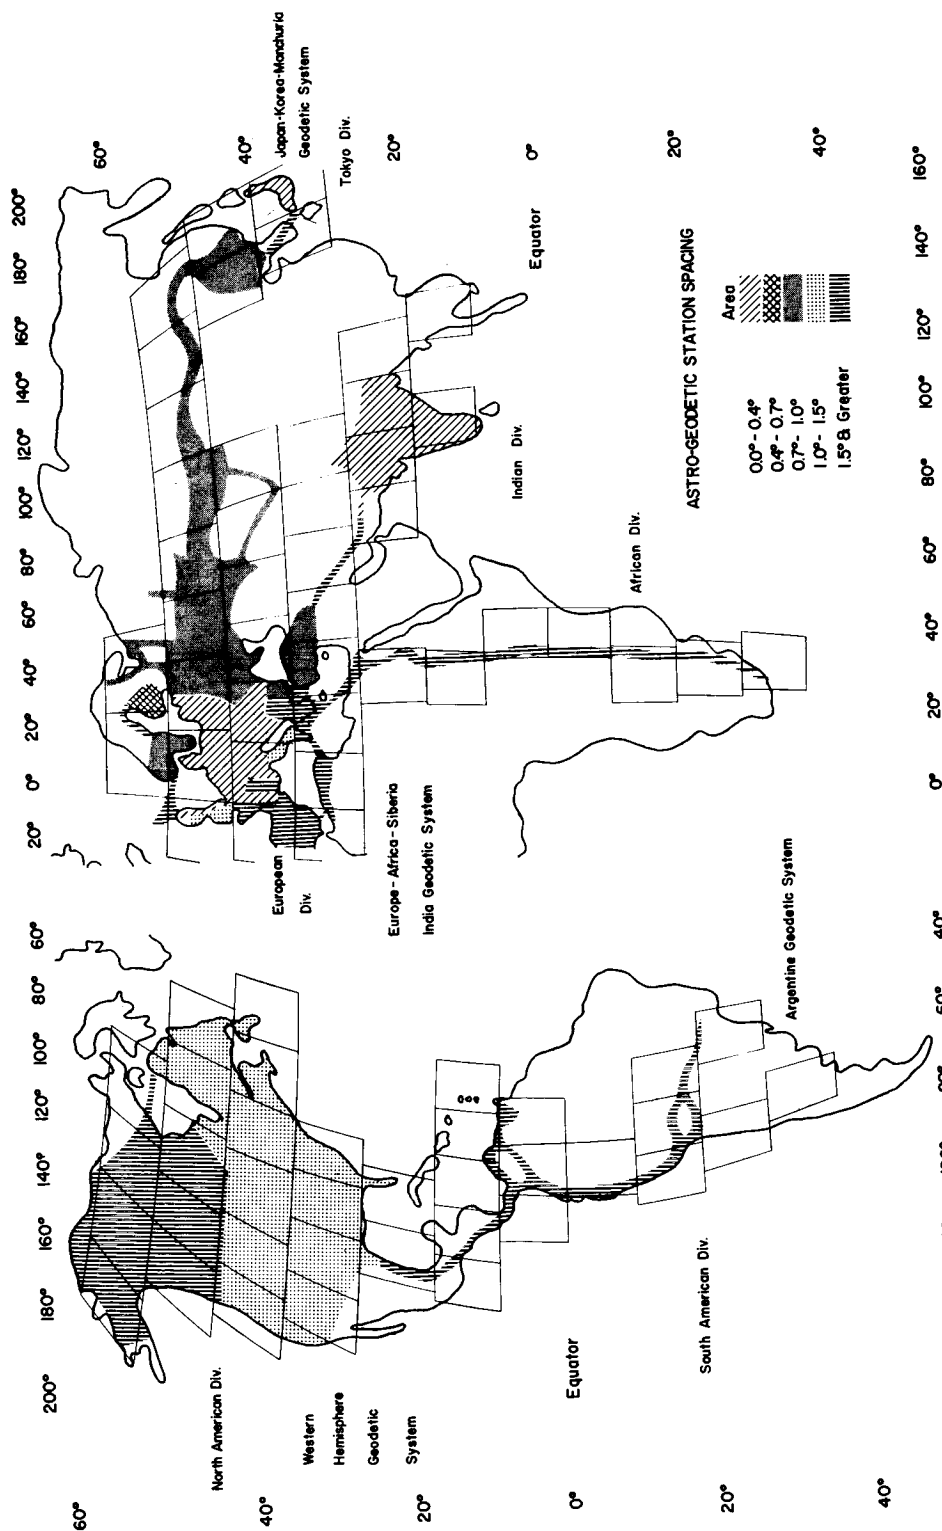 200° 180° 160° 140° 120° 100° 80° 60° 20° 0° 20° 40° 60° 80° 100° 120° 140° 160° 180° 200°
60°
60°
North American Div.
40°
40°
Japan-Korea-Manchuria
Geodetic System
Tokyo Div.
European
Div.
Western
Hemisphere
Geodetic
System
20°
20°
Europe-Africa-Siberia
India Geodetic System
Indian Div.
Equator
Equator
0°
0°
African Div.
South American Div.
Argentine Geodetic System
20°
20°
ASTRO-GEODETIC STATION SPACING
Area
0.0° - 0.4°
0.4° - 0.7°
0.7° - 1.0°
1.0° - 1.5°
1.5° & Greater
40°
40°
60° 40° 0° 20° 40° 60° 80° 100° 120° 140° 160°